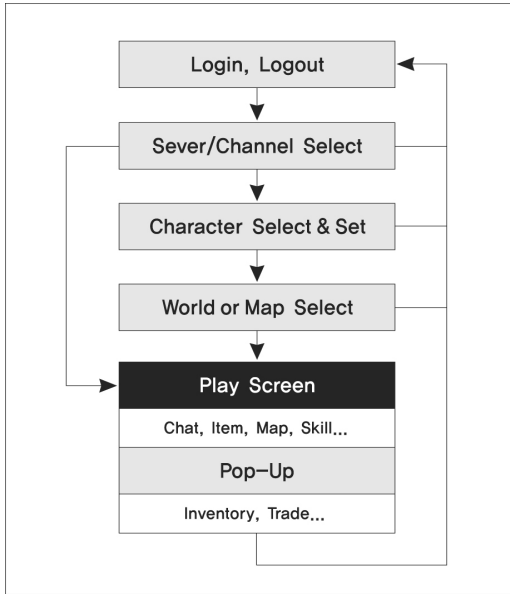 Login, Logout
Sever/Channel Select
Character Select & Set
World or Map Select
Play Screen
Chat, Item, Map, Skill...
Pop-Up
Inventory, Trade...